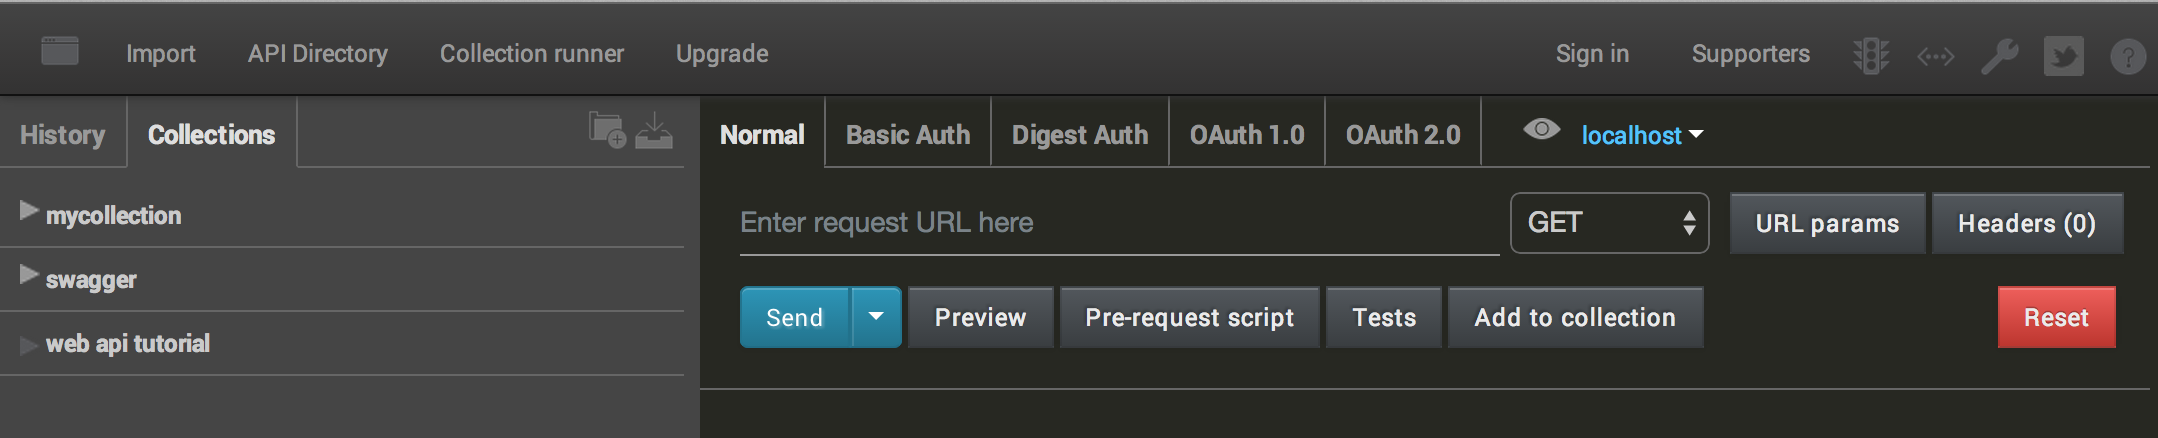 Import API Directory Collection runner Upgrade Sign in Supporters ?
History Collections
mycollection
swagger
web api tutorial
Normal Basic Auth Digest Auth OAuth 1.0 OAuth 2.0 localhost
Enter request URL here GET URL params Headers (0)
Send Preview Pre-request script Tests Add to collection Reset